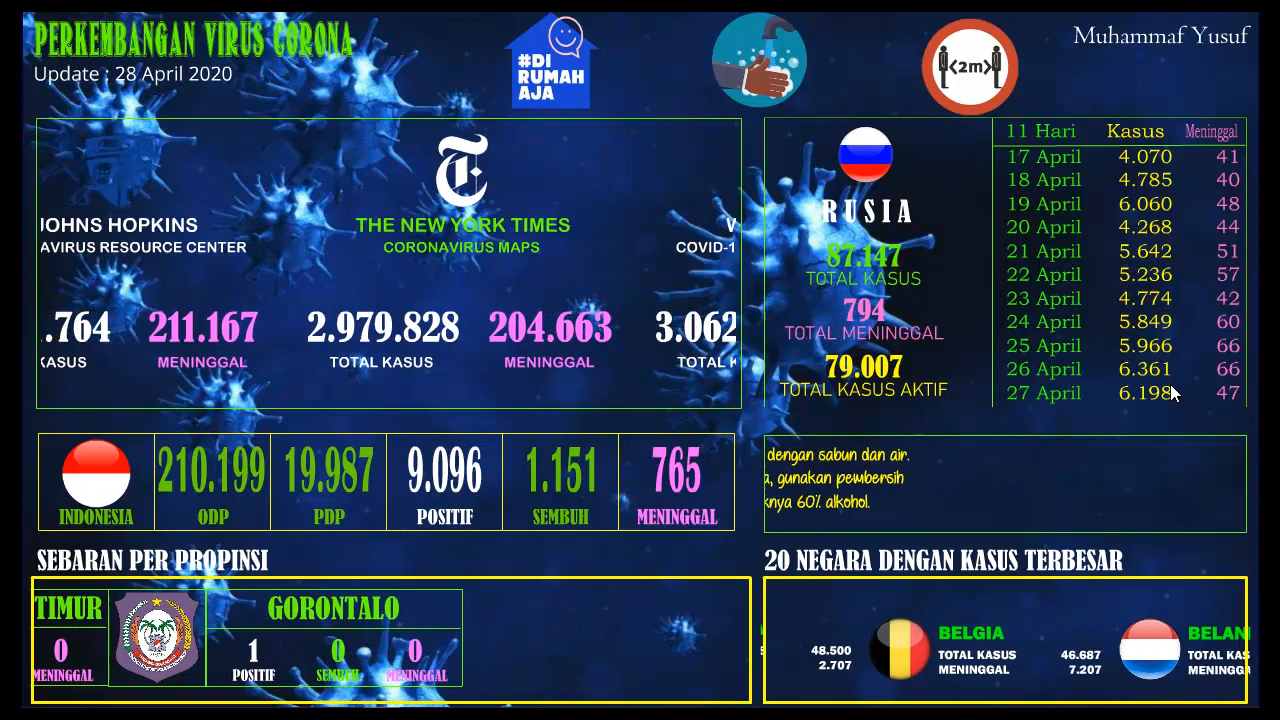 PERKEMBANGAN VIRUS CORONA
Update : 28 April 2020
#DI
RUMAH
AJA
<2m>
Muhammaf Yusuf
JOHNS HOPKINS
AVIRUS RESOURCE CENTER
.764
211.167
KASUS
MENINGGAL
THE NEW YORK TIMES
CORONAVIRUS MAPS
2.979.828
204.663
TOTAL KASUS
MENINGGAL
COVID-1
3.062
TOTAL K
RUSIA
87.147
TOTAL KASUS
794
TOTAL MENINGGAL
79.007
TOTAL KASUS AKTIF
11 Hari Kasus Meninggal
17 April 4.070 41
18 April 4.785 40
19 April 6.060 48
20 April 4.268 44
21 April 5.642 51
22 April 5.236 57
23 April 4.774 42
24 April 5.849 60
25 April 5.966 66
26 April 6.361 66
27 April 6.198 47
INDONESIA
210.199
ODP
19.987
PDP
9.096
POSITIF
1.151
SEMBUH
765
MENINGGAL
dengan sabun dan air.
a, gunakan pembersih
knya 60% alkohol.
SEBARAN PER PROPINSI
TIMUR
0
MENINGGAL
GORONTALO
1 0 0
POSITIF SEMBUH MENINGGAL
20 NEGARA DENGAN KASUS TERBESAR
48.500
2.707
BELGIA
TOTAL KASUS 46.687
MENINGGAL 7.207
BELAN
TOTAL KAS
MENINGG